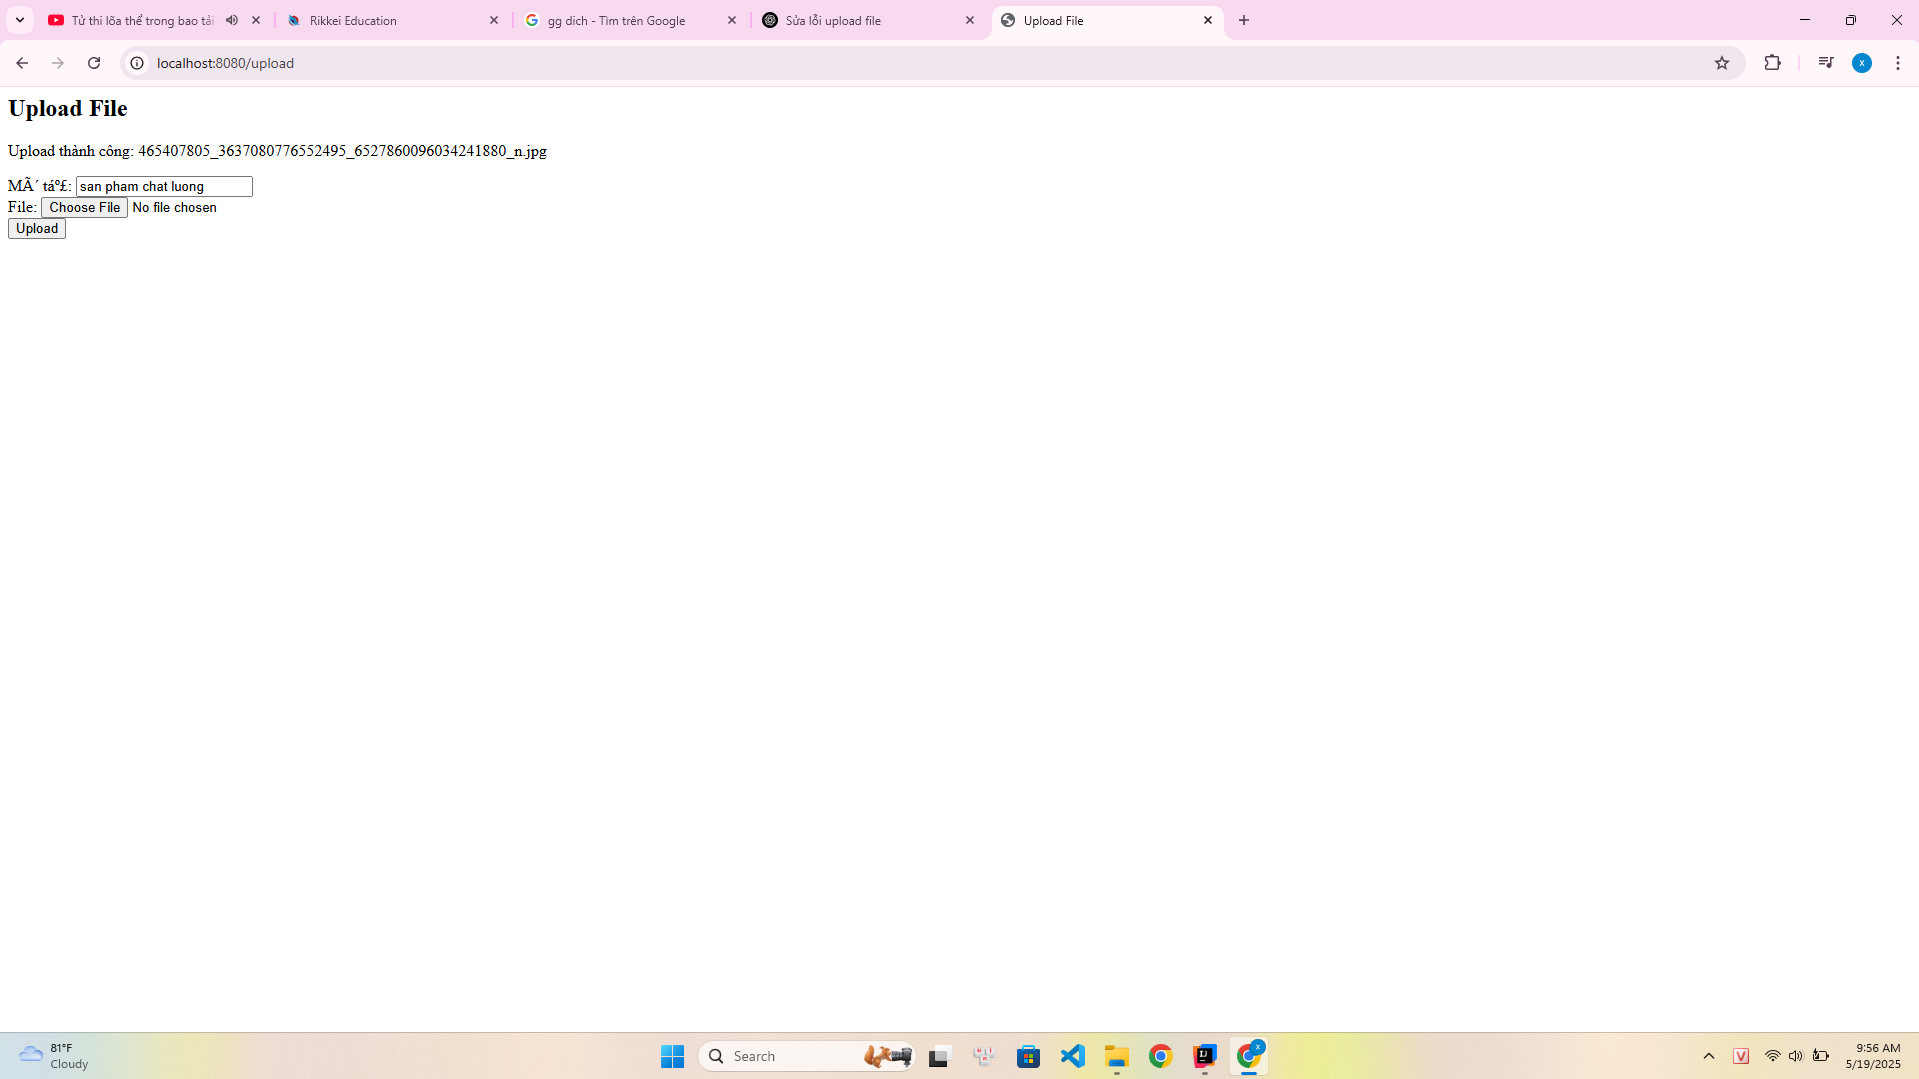 Tử thi lõa thể trong bao tải
Rikkei Education
gg dich - Tìm trên Google
Sửa lỗi upload file
Upload File
localhost:8080/upload
x
Upload File
Upload thành công: 465407805_3637080776552495_6527860096034241880_n.jpg
MÃ´ táº£: san pham chat luong
File: Choose File No file chosen
Upload
81°F
Cloudy
Search
x
V
9:56 AM
5/19/2025